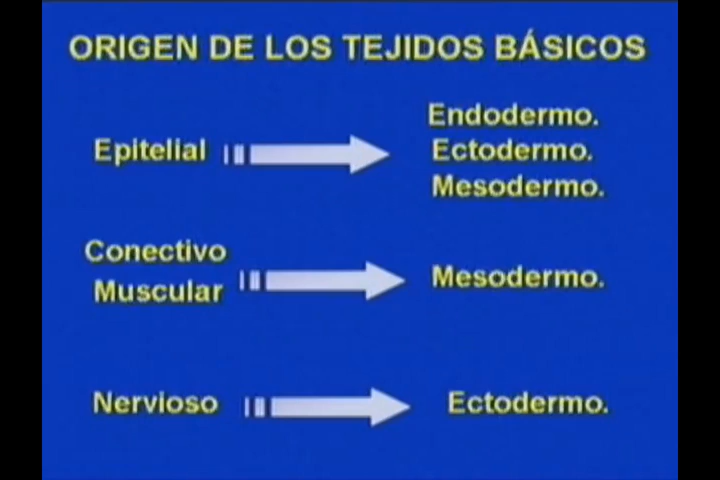 ORIGEN DE LOS TEJIDOS BÁSICOS
Epitelial
Endodermo.
Ectodermo.
Mesodermo.
Conectivo
Muscular
Mesodermo.
Nervioso
Ectodermo.